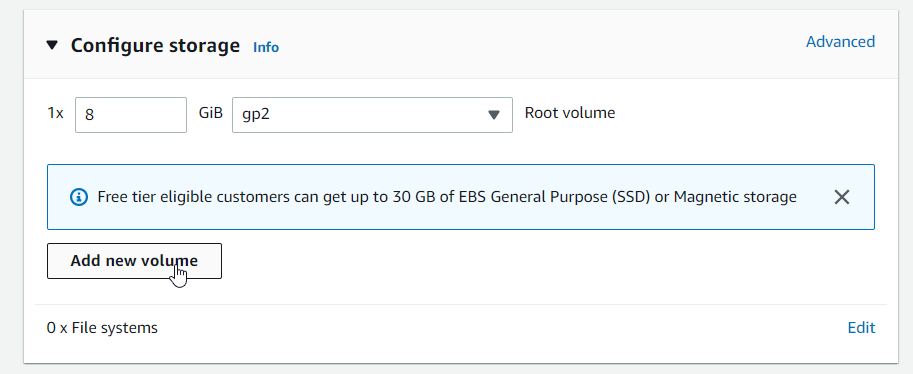 Configure storage Info Advanced
1x 8 GiB gp2 Root volume
Free tier eligible customers can get up to 30 GB of EBS General Purpose (SSD) or Magnetic storage
Add new volume
0 x File systems Edit